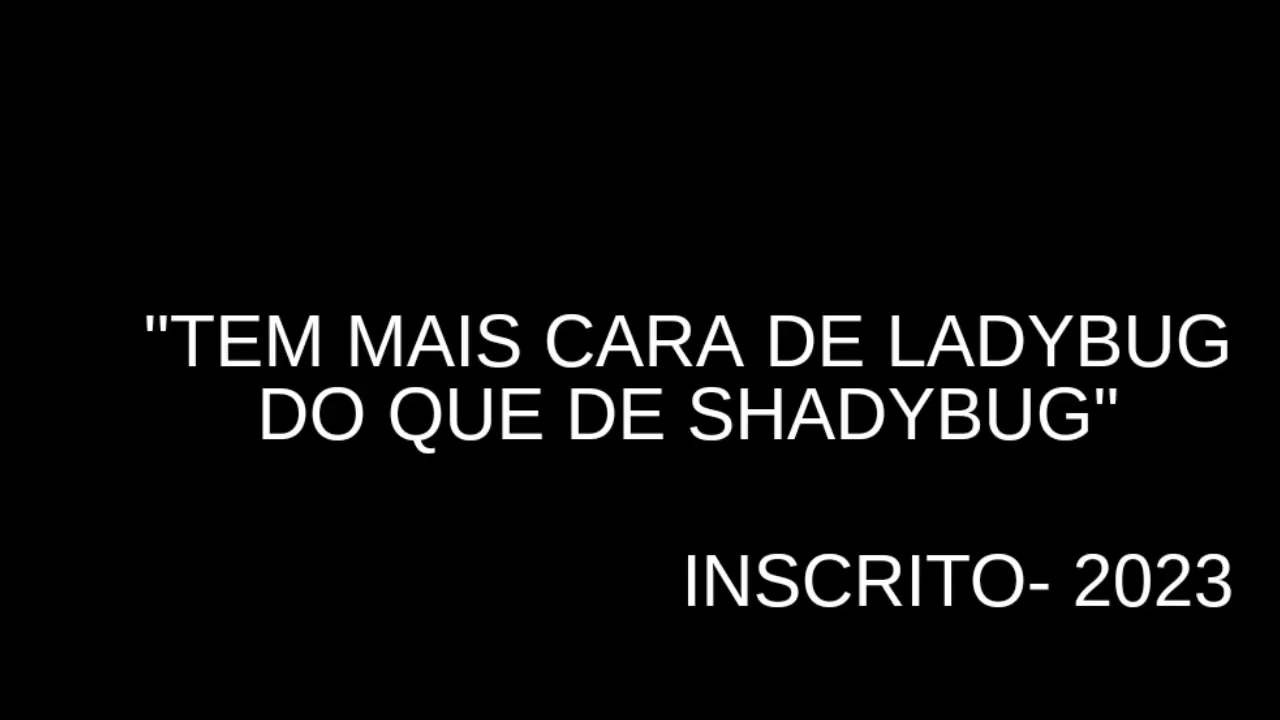 "TEM MAIS CARA DE LADYBUG
DO QUE DE SHADYBUG"
INSCRITO- 2023